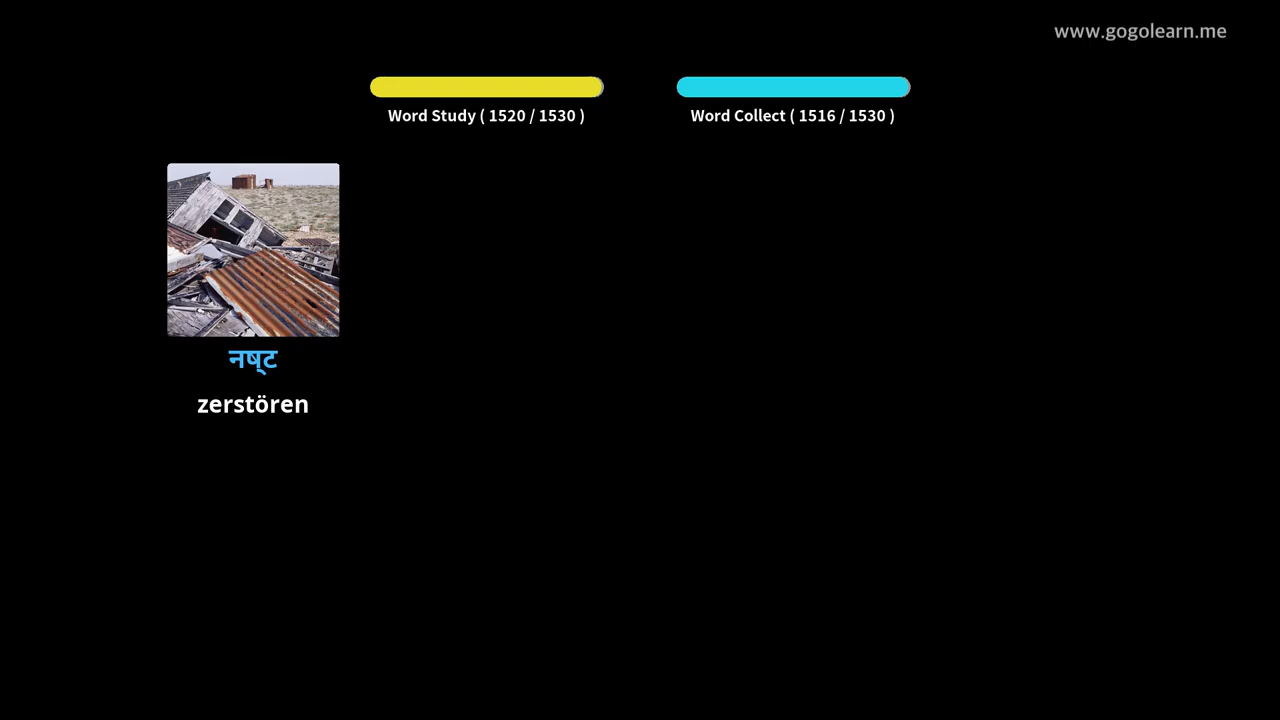 www.gogolearn.me
Word Study ( 1520 / 1530 )
Word Collect ( 1516 / 1530 )
नष्ट
zerstören